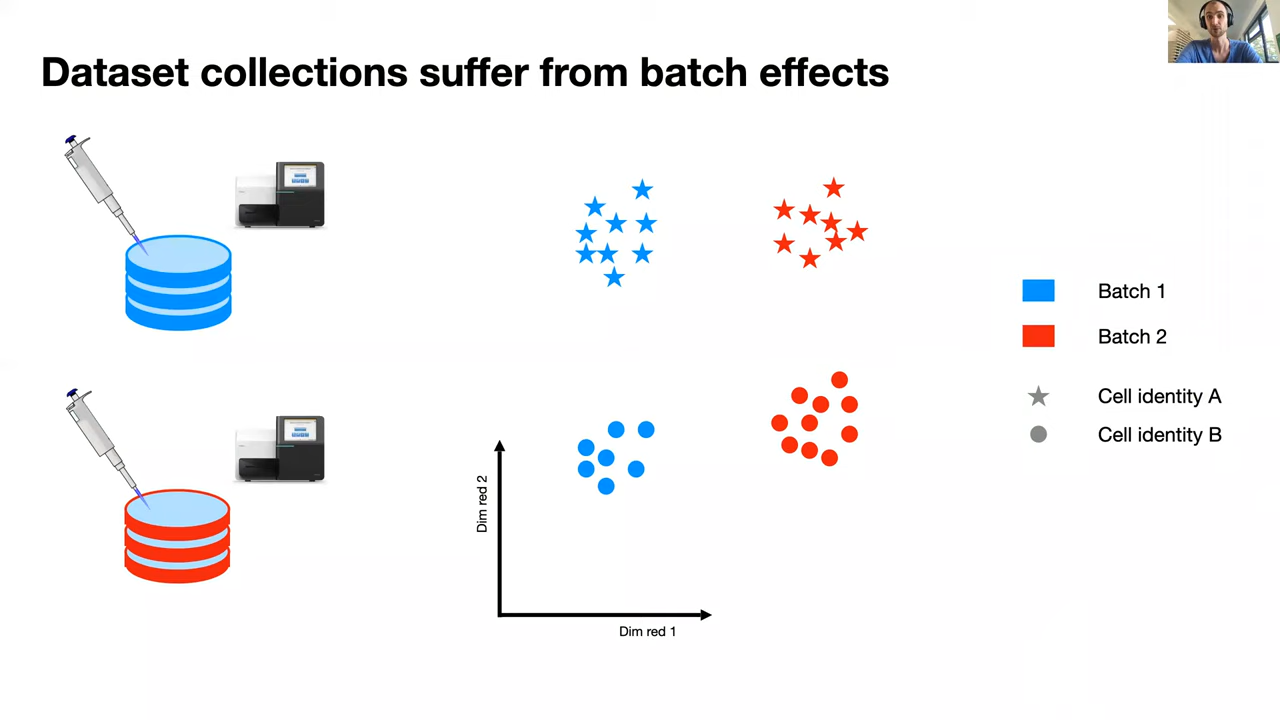 Dataset collections suffer from batch effects
Batch 1
Batch 2
Cell identity A
Cell identity B
Dim red 2
Dim red 1